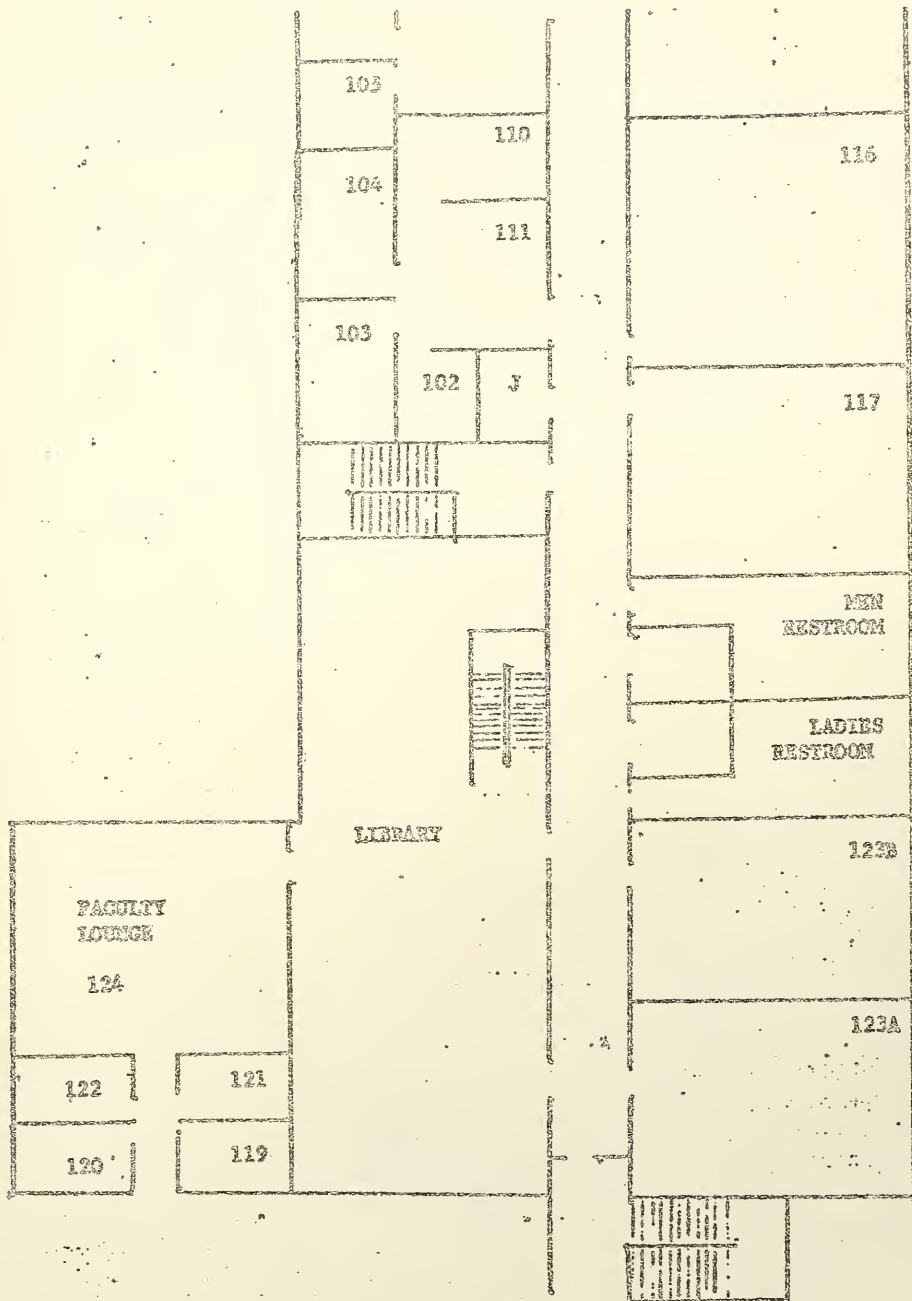 105
110
116
104
111
103
102
J
117
MEN
RESTROOM
LADIES
RESTROOM
LIBRARY
123B
FACULTY
LOUNGE
124
123A
122
121
120
119